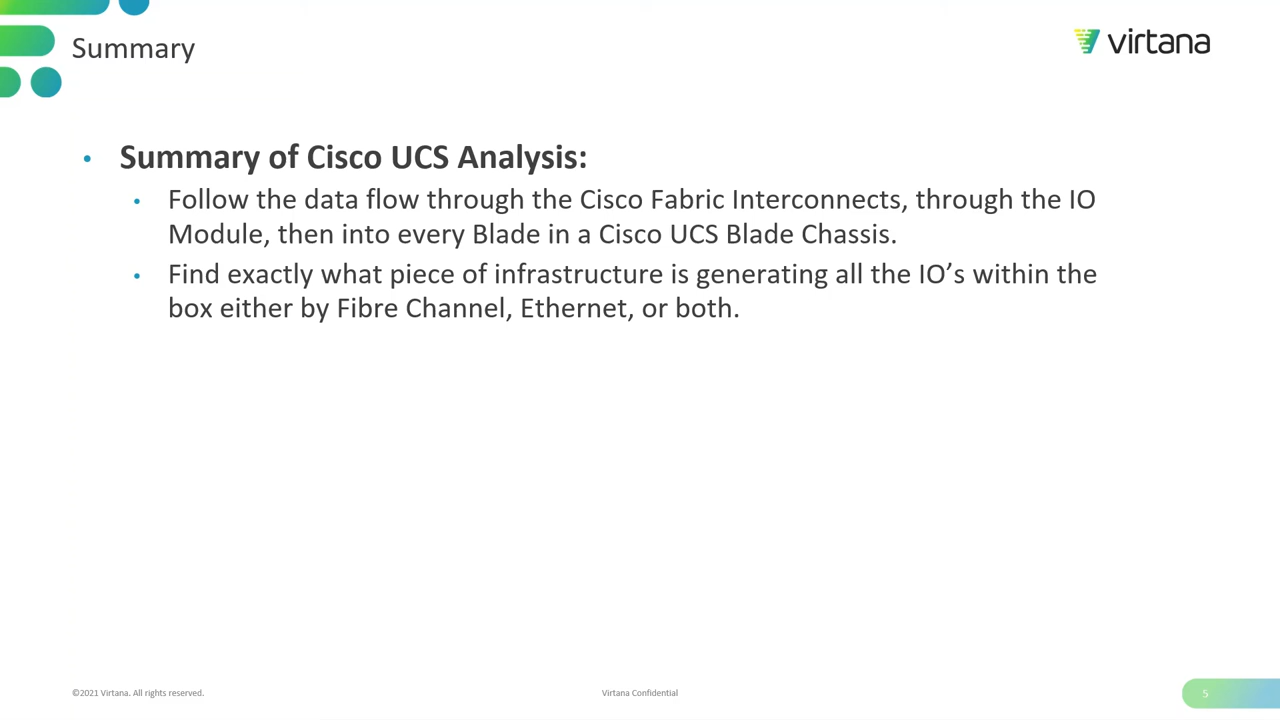 Summary
virtana
• Summary of Cisco UCS Analysis:
• Follow the data flow through the Cisco Fabric Interconnects, through the IO
Module, then into every Blade in a Cisco UCS Blade Chassis.
• Find exactly what piece of infrastructure is generating all the IO’s within the
box either by Fibre Channel, Ethernet, or both.
©2021 Virtana. All rights reserved.
Virtana Confidential
5